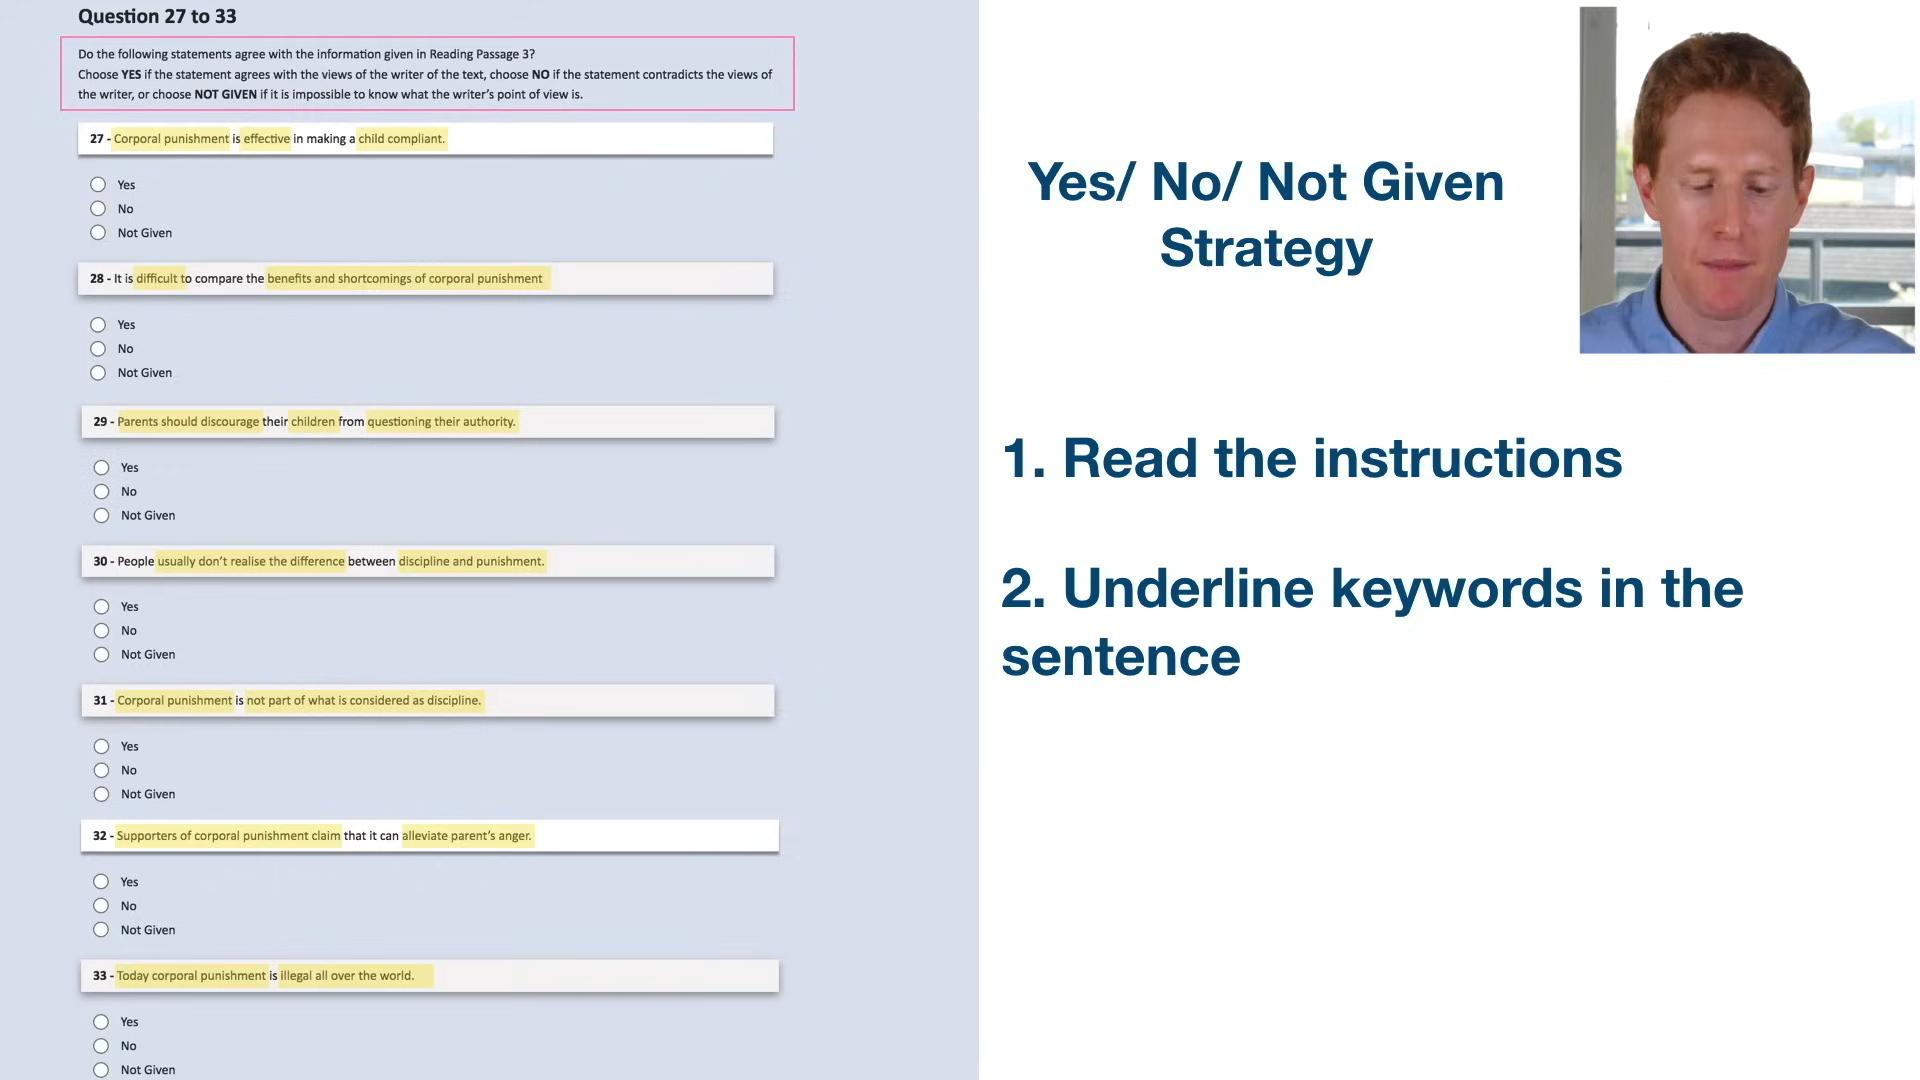 Question 27 to 33
Do the following statements agree with the information given in Reading Passage 3?
Choose YES if the statement agrees with the views of the writer of the text, choose NO if the statement contradicts the views of
the writer, or choose NOT GIVEN if it is impossible to know what the writer's point of view is.
27 - Corporal punishment is effective in making a child compliant.
Yes
No
Not Given
28 - It is difficult to compare the benefits and shortcomings of corporal punishment
Yes
No
Not Given
29 - Parents should discourage their children from questioning their authority.
Yes
No
Not Given
30 - People usually don't realise the difference between discipline and punishment.
Yes
No
Not Given
31 - Corporal punishment is not part of what is considered as discipline.
Yes
No
Not Given
32 - Supporters of corporal punishment claim that it can alleviate parent's anger.
Yes
No
Not Given
33 - Today corporal punishment is illegal all over the world.
Yes
No
Not Given
Yes/ No/ Not Given
Strategy
1. Read the instructions
2. Underline keywords in the
sentence